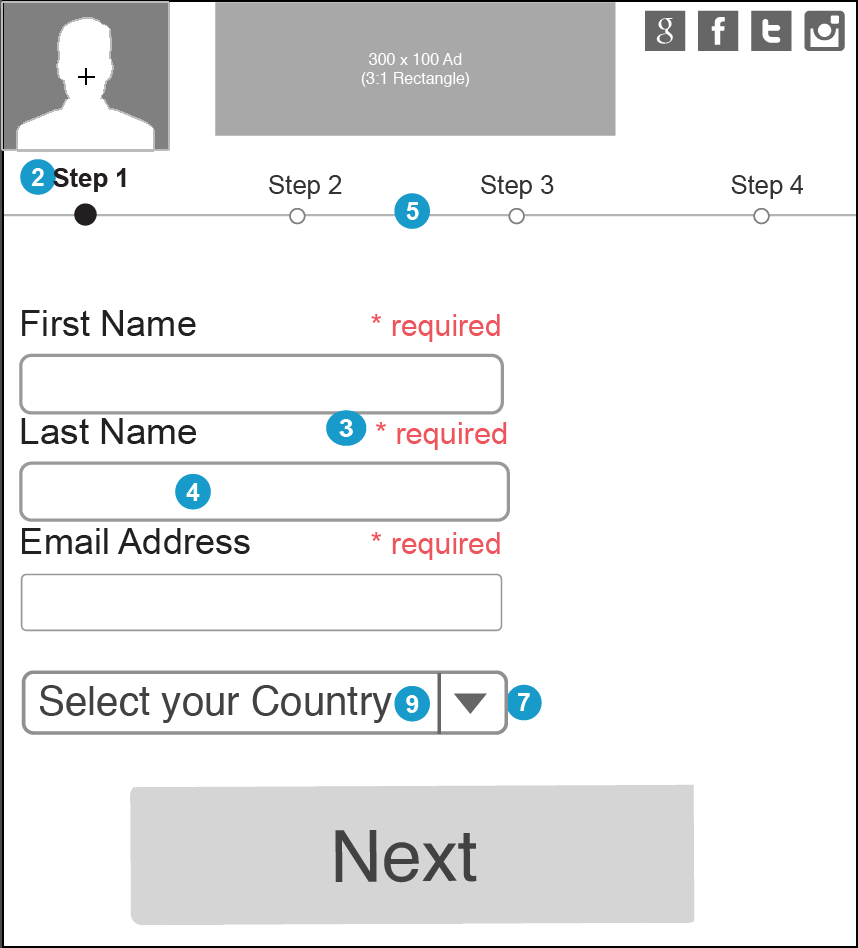 300 x 100 Ad
(3:1 Rectangle)
g f t
2 Step 1
Step 2
Step 3
Step 4
5
First Name * required
Last Name 3 * required
4
Email Address * required
Select your Country 9 7
Next